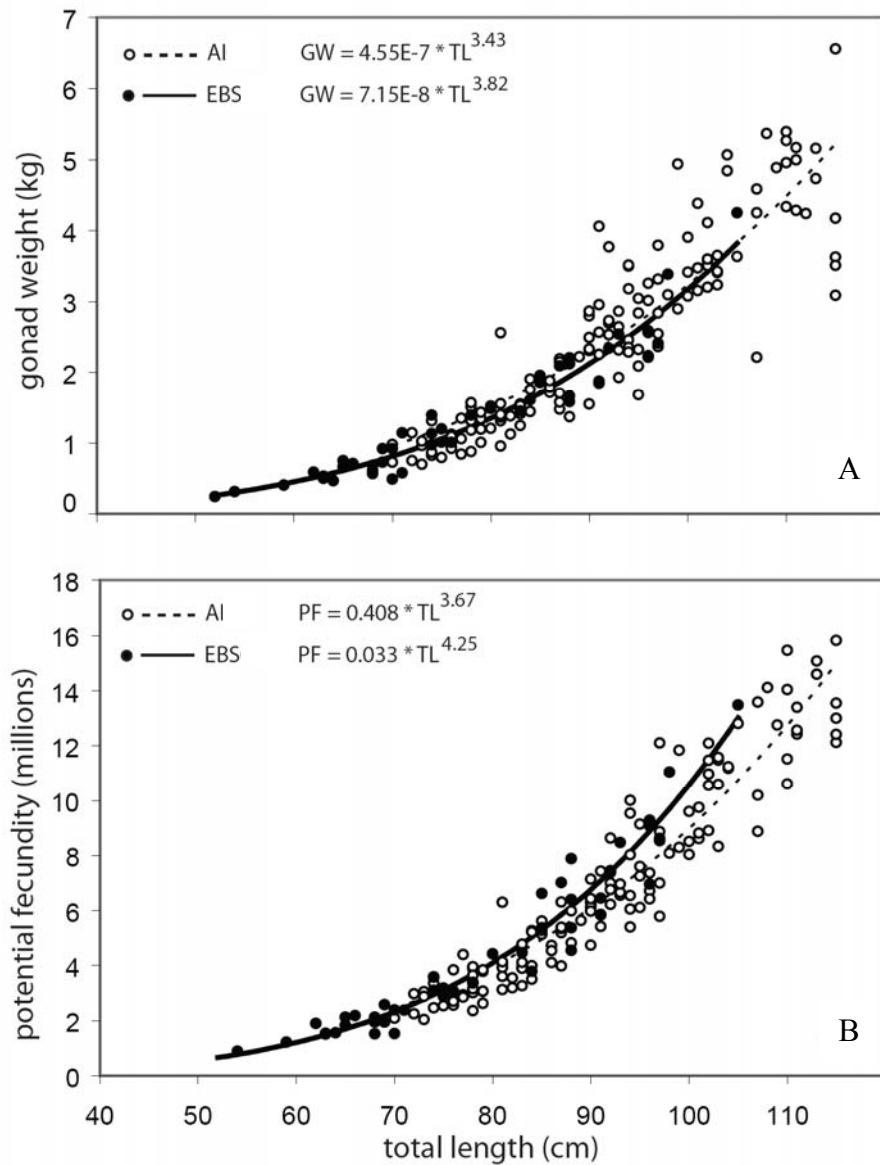 7
6
5
4
3
2
1
0
gonad weight (kg)
AI GW = 4.55E-7 * TL^3.43
EBS GW = 7.15E-8 * TL^3.82
A
18
16
14
12
10
8
6
4
2
0
potential fecundity (millions)
AI PF = 0.408 * TL^3.67
EBS PF = 0.033 * TL^4.25
B
40 50 60 70 80 90 100 110
total length (cm)